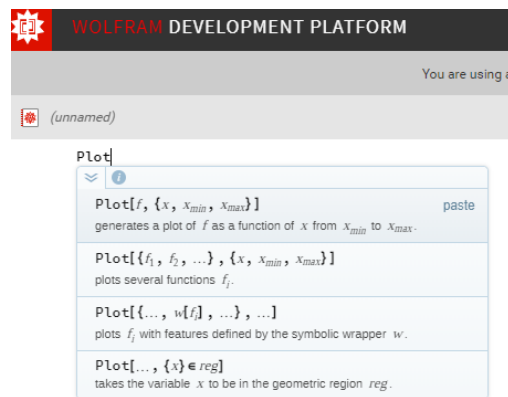 WOLFRAM DEVELOPMENT PLATFORM
You are using
(unnamed)
Plot
Plot[f, {x, xmin, xmax}] paste
generates a plot of f as a function of x from xmin to xmax.
Plot[{f1, f2, …}, {x, xmin, xmax}]
plots several functions fi.
Plot[{…, w[fi], …}, …]
plots fi with features defined by the symbolic wrapper w.
Plot[…, {x}∈reg]
takes the variable x to be in the geometric region reg.